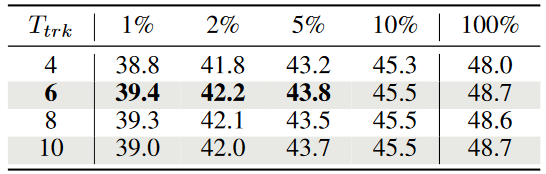 T_trk 1% 2% 5% 10% 100%
4 38.8 41.8 43.2 45.3 48.0
6 39.4 42.2 43.8 45.5 48.7
8 39.3 42.1 43.5 45.5 48.6
10 39.0 42.0 43.7 45.5 48.7